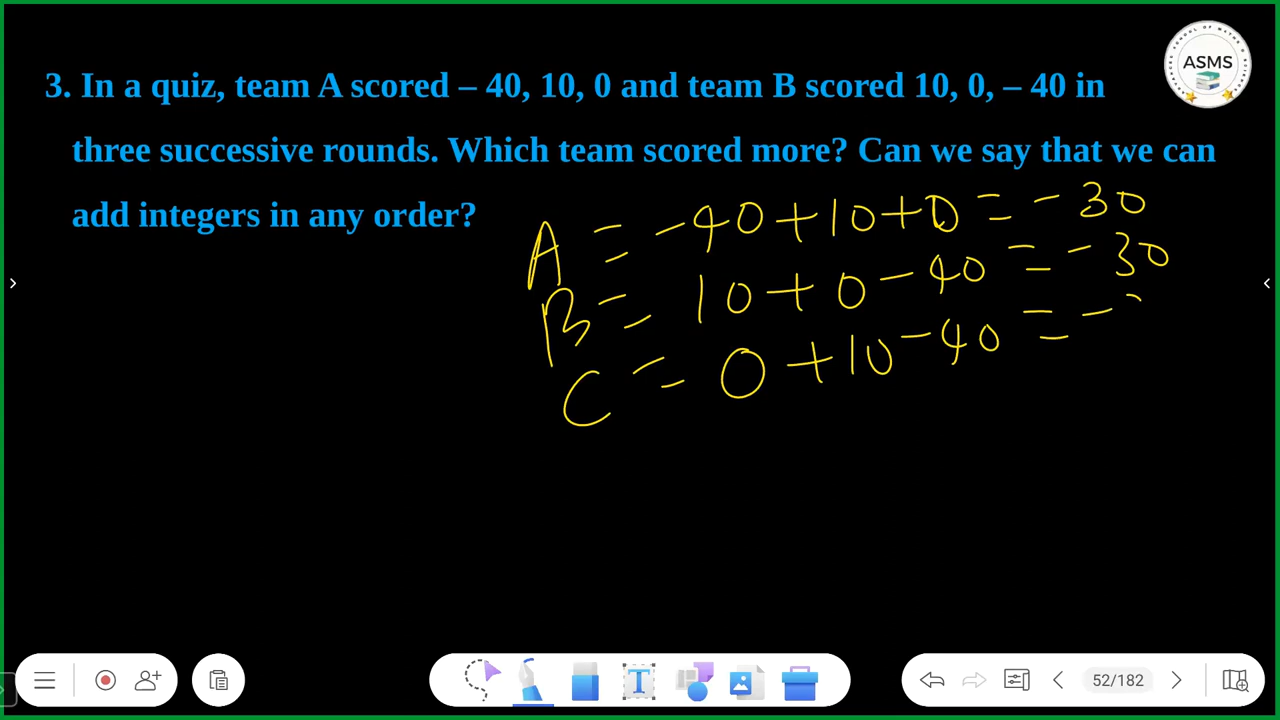 3. In a quiz, team A scored – 40, 10, 0 and team B scored 10, 0, – 40 in
three successive rounds. Which team scored more? Can we say that we can
add integers in any order?
A = -40+10+0 = -30
B = 10+0-40 = -30
C = 0+10-40 = -
ASMS
52/182